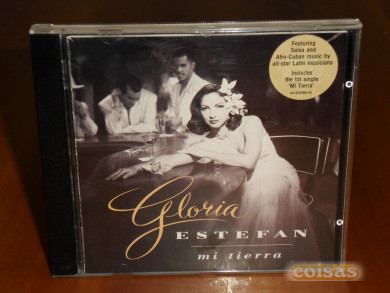 Featuring
Salsa and
Afro-Cuban music by
all-star Latin musicians
Includes
the hit single
'Mi Tierra'
Gloria
ESTEFAN
mi tierra
coisas